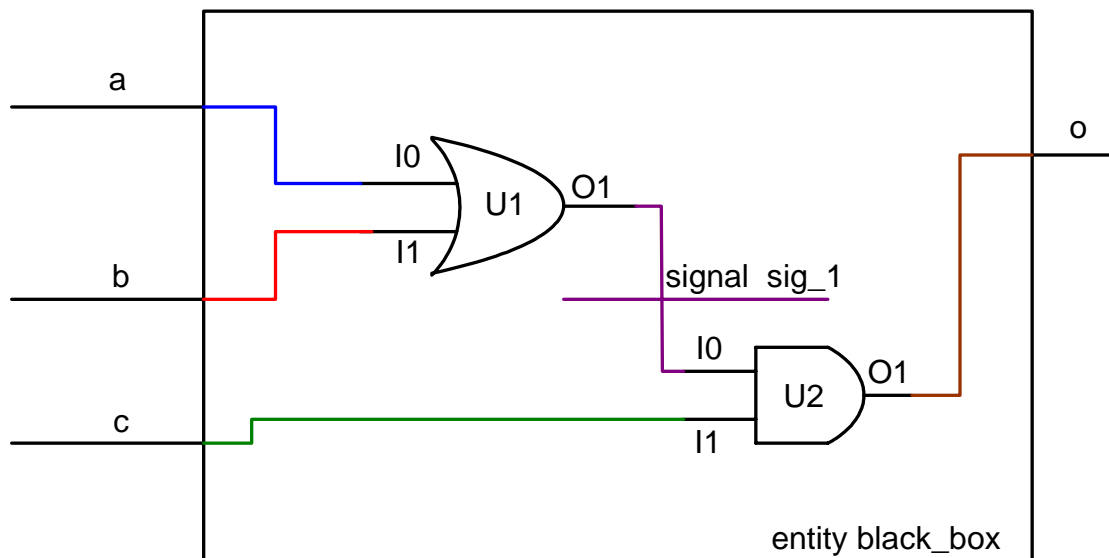 a
o
I0
U1
O1
I1
b
signal sig_1
I0
U2
O1
c
I1
entity black_box